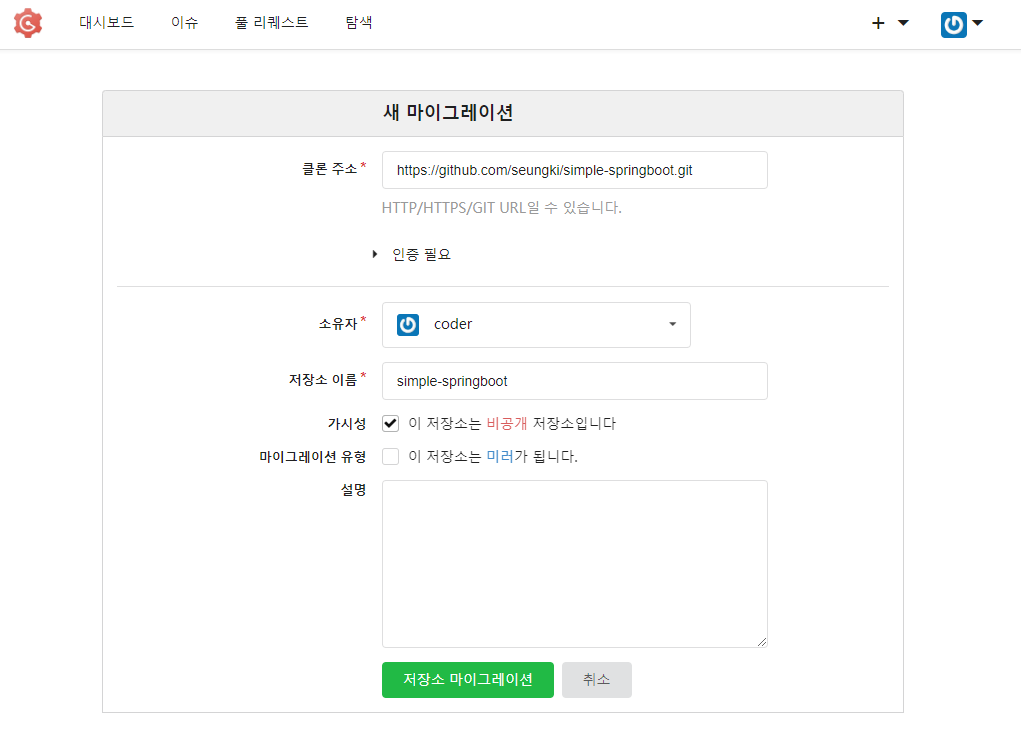 대시보드 이슈 풀 리퀘스트 탐색 +
새 마이그레이션
클론 주소* https://github.com/seungki/simple-springboot.git
HTTP/HTTPS/GIT URL일 수 있습니다.
인증 필요
소유자* coder
저장소 이름* simple-springboot
가시성 이 저장소는 비공개 저장소입니다
마이그레이션 유형 이 저장소는 미러가 됩니다.
설명
저장소 마이그레이션 취소